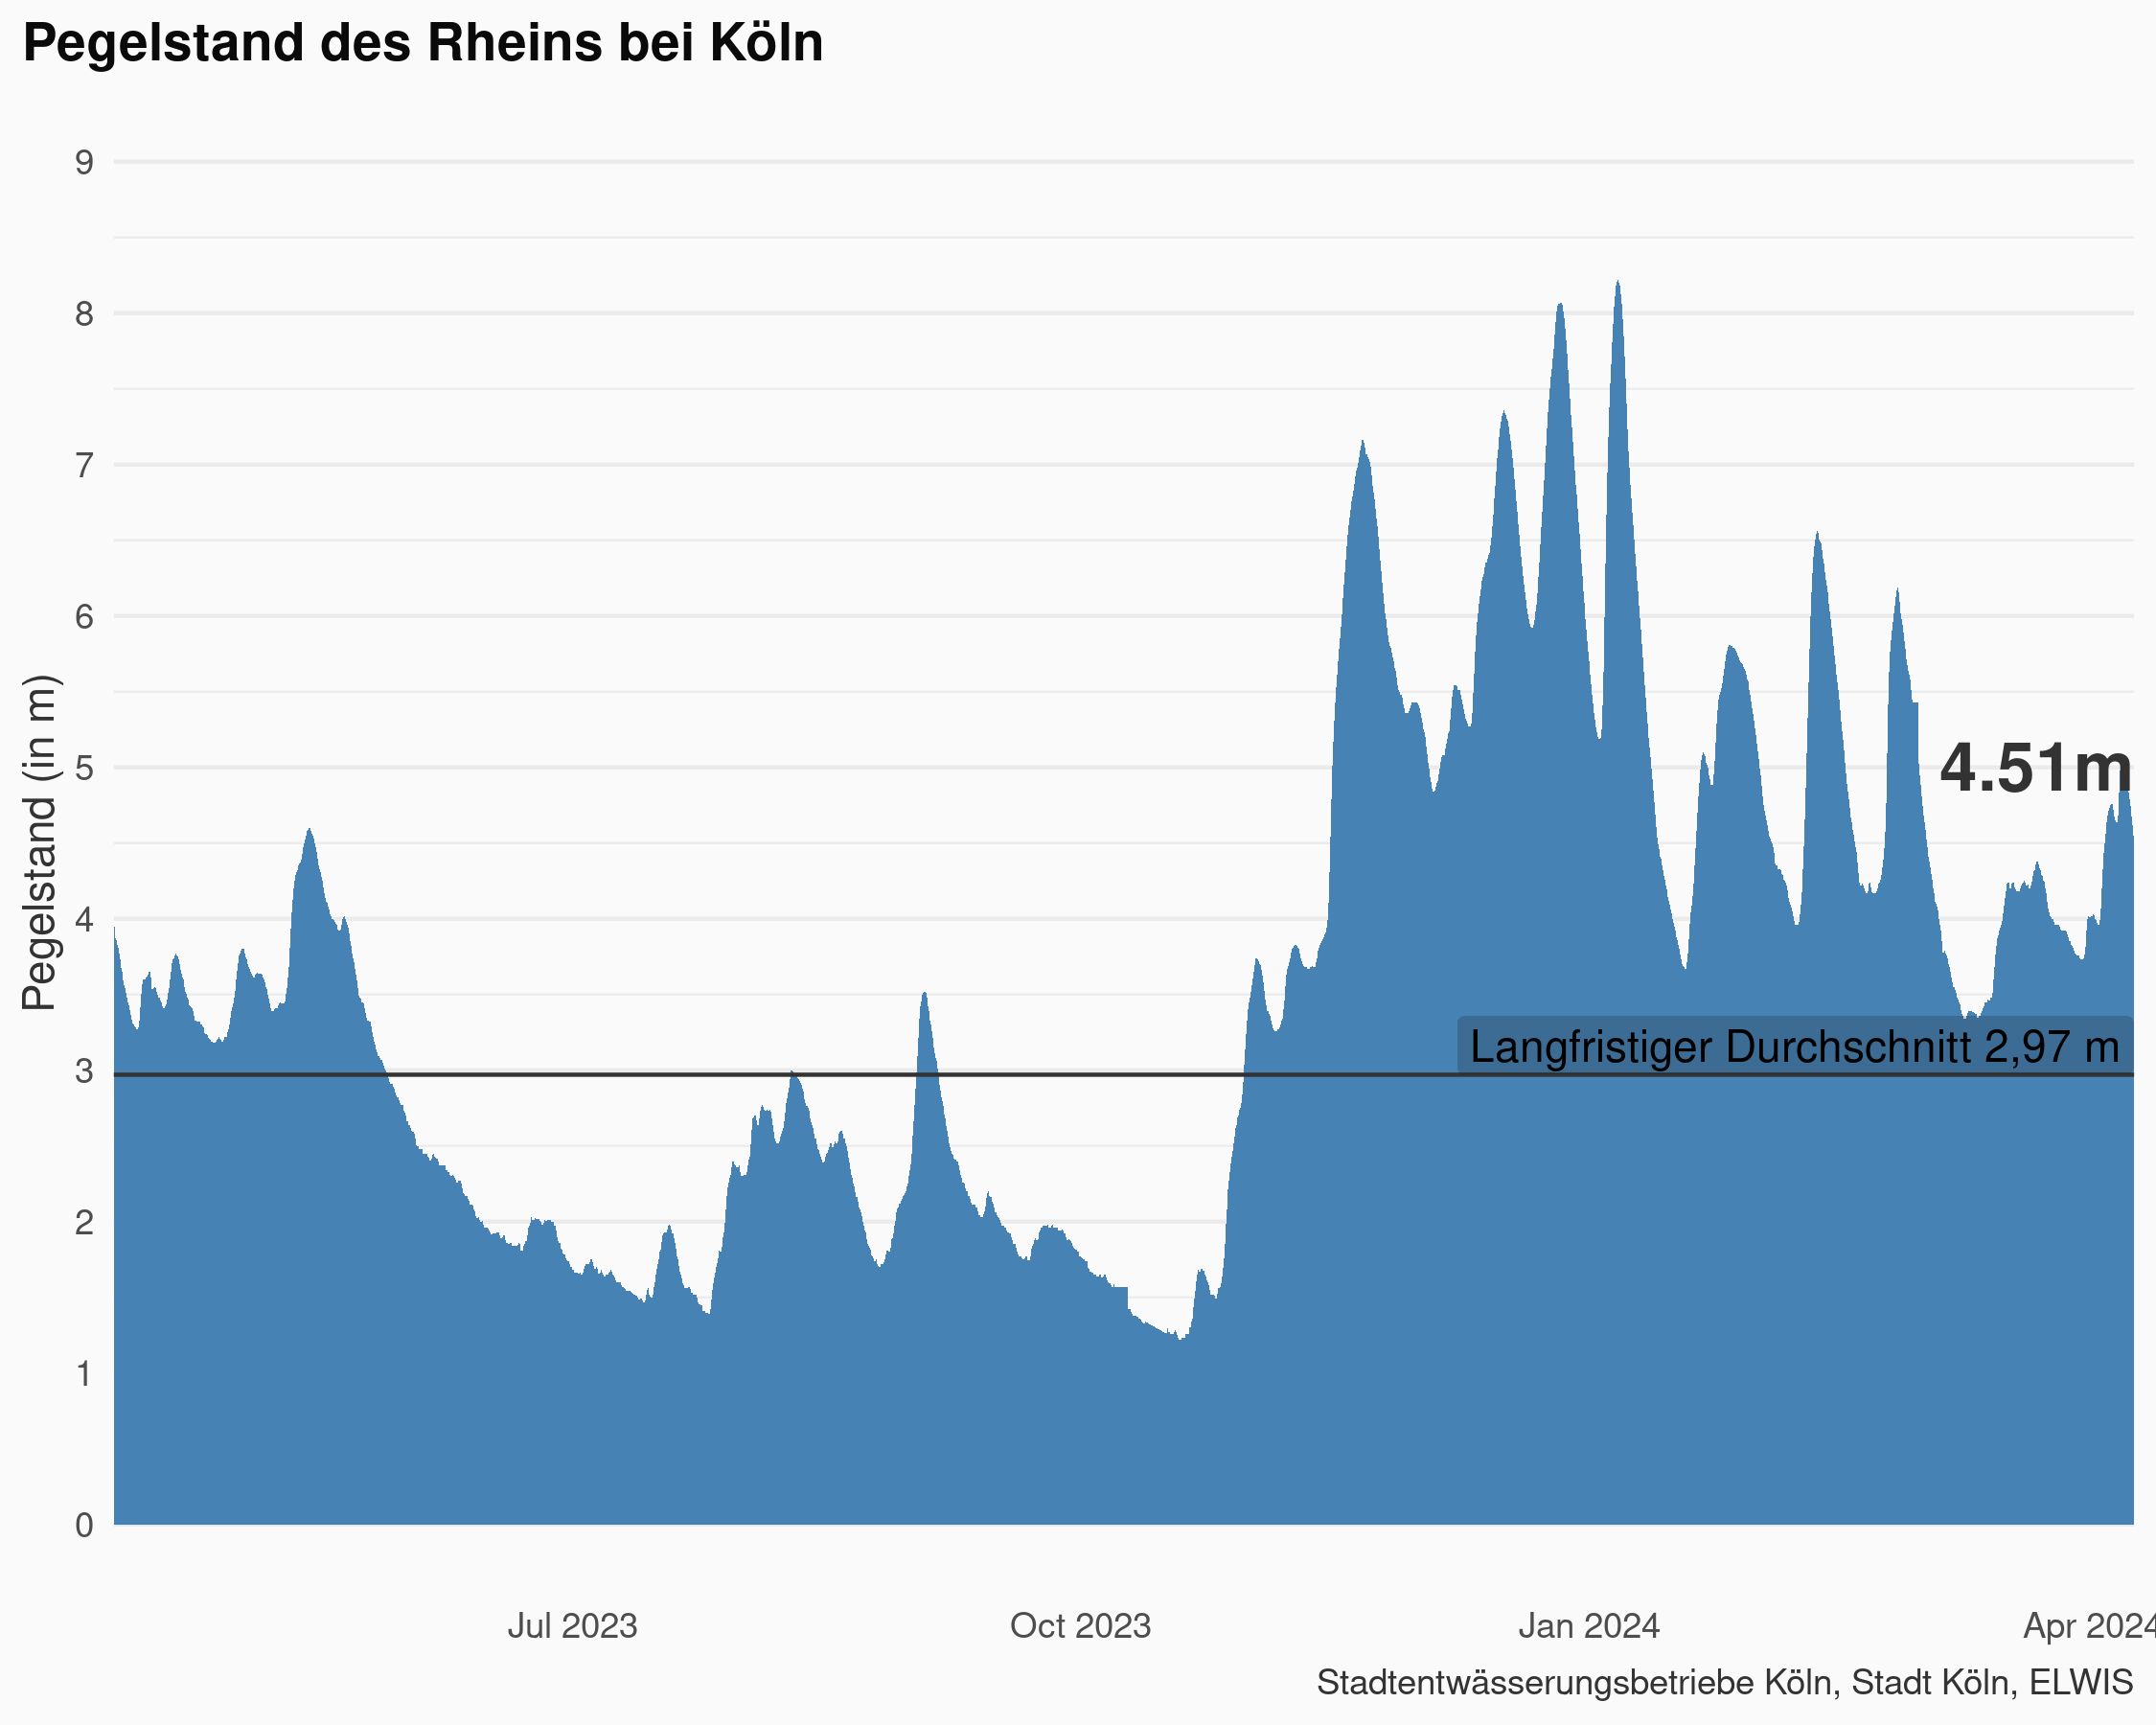 Pegelstand des Rheins bei Köln
Pegelstand (in m)
9
8
7
6
5
4
3
2
1
0
4.51m
Langfristiger Durchschnitt 2,97 m
Jul 2023 Oct 2023 Jan 2024 Apr 2024
Stadtentwässerungsbetriebe Köln, Stadt Köln, ELWIS